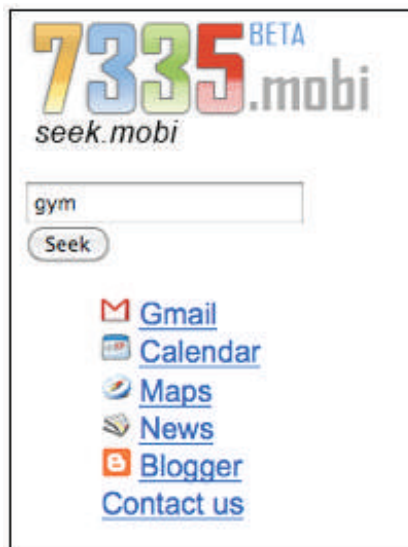 7335.mobi BETA
seek.mobi
gym
Seek
Gmail
Calendar
Maps
News
Blogger
Contact us